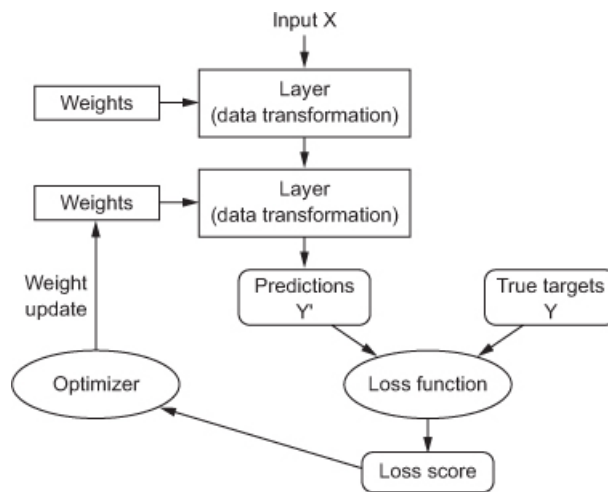 Input X
Layer
(data transformation)
Weights
Layer
(data transformation)
Weights
Weight
update
Predictions
Y'
True targets
Y
Optimizer
Loss function
Loss score